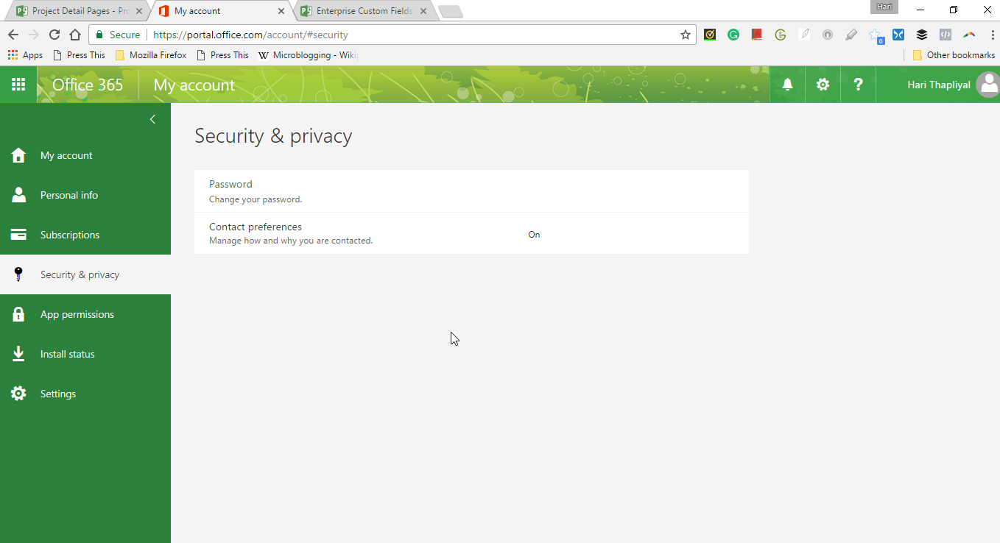 Hari
Project Detail Pages - Pro
My account
Enterprise Custom Fields
Secure
https://portal.office.com/account/#security
0
Apps
Press This
Mozilla Firefox
Press This
W Microblogging - Wiki
Other bookmarks
Office 365
My account
?
Hari Thapliyal
My account
Personal info
Subscriptions
Security & privacy
App permissions
Install status
Settings
Security & privacy
Password
Change your password.
Contact preferences
Manage how and why you are contacted.
On